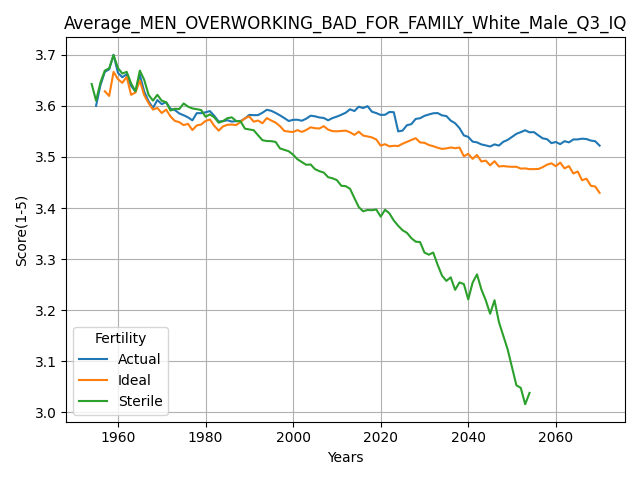 Average_MEN_OVERWORKING_BAD_FOR_FAMILY_White_Male_Q3_IQ
Score(1-5)
3.7
3.6
3.5
3.4
3.3
3.2
3.1
3.0
Fertility
Actual
Ideal
Sterile
1960 1980 2000 2020 2040 2060
Years